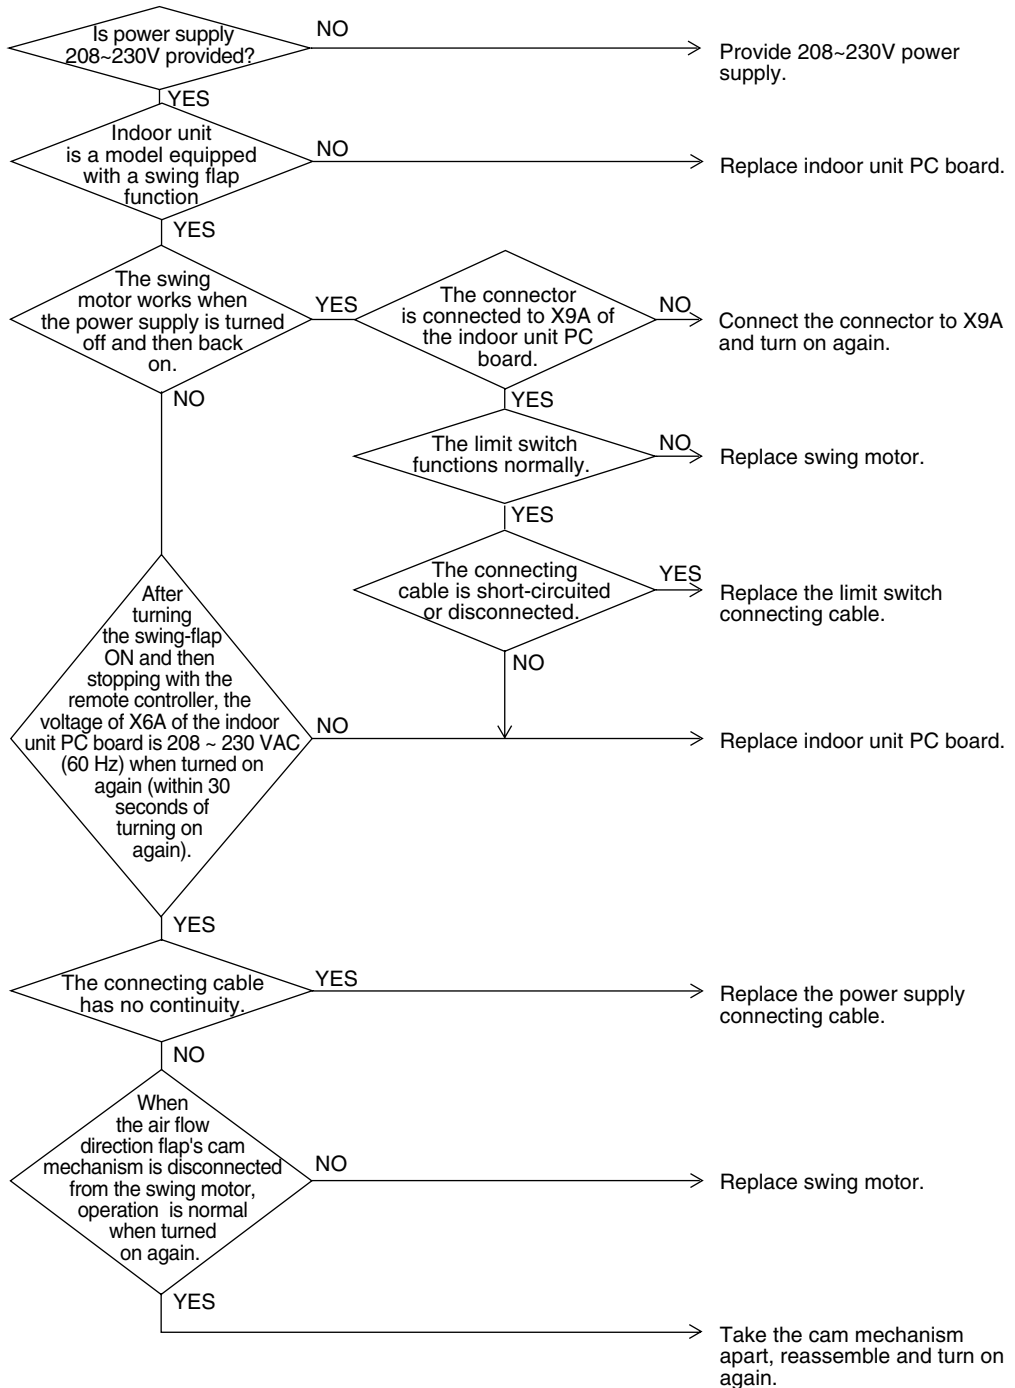 Is power supply
208~230V provided?
NO
Provide 208~230V power
supply.
YES
Indoor unit
is a model equipped
with a swing flap
function
NO
Replace indoor unit PC board.
YES
The swing
motor works when
the power supply is turned
off and then back
on.
YES
The connector
is connected to X9A of
the indoor unit PC
board.
NO
Connect the connector to X9A
and turn on again.
NO
YES
The limit switch
functions normally.
NO
Replace swing motor.
YES
The connecting
cable is short-circuited
or disconnected.
YES
Replace the limit switch
connecting cable.
NO
After
turning
the swing-flap
ON and then
stopping with the
remote controller, the
voltage of X6A of the indoor
unit PC board is 208 ~ 230 VAC
(60 Hz) when turned on
again (within 30
seconds of
turning on
again).
NO
Replace indoor unit PC board.
YES
The connecting cable
has no continuity.
YES
Replace the power supply
connecting cable.
NO
When
the air flow
direction flap's cam
mechanism is disconnected
from the swing motor,
operation is normal
when turned
on again.
NO
Replace swing motor.
YES
Take the cam mechanism
apart, reassemble and turn on
again.